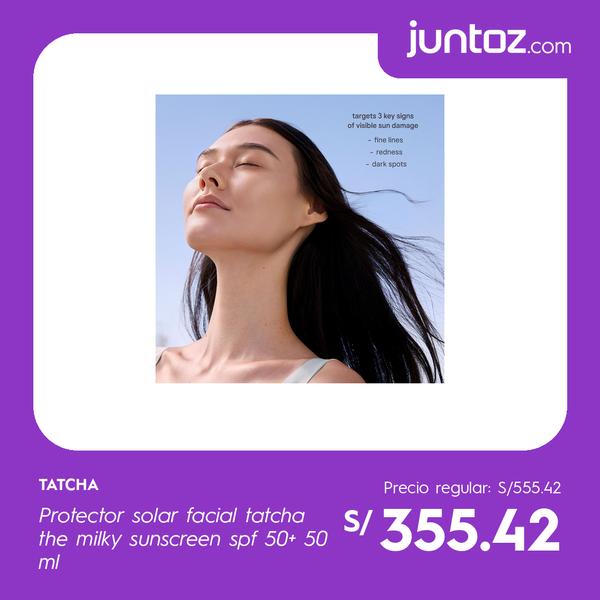 juntoz.com
targets 3 key signs
of visible sun damage
- fine lines
- redness
- dark spots
TATCHA
Protector solar facial tatcha
the milky sunscreen spf 50+ 50
ml
Precio regular: S/555.42
S/ 355.42